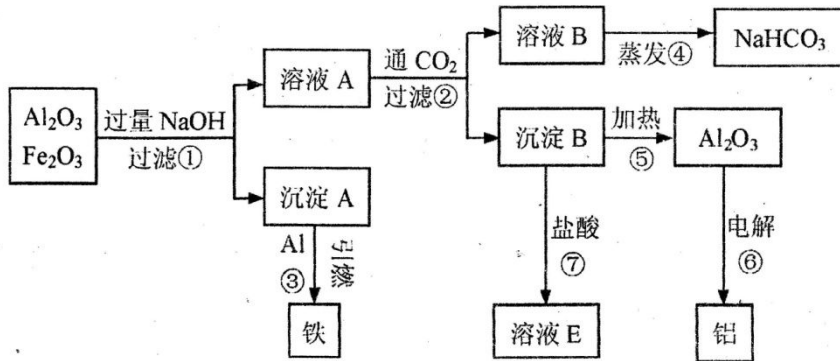 Al₂O₃
Fe₂O₃
过量 NaOH
过滤①
溶液 A
通 CO₂
过滤②
溶液 B
蒸发④
NaHCO₃
沉淀 B
加热
⑤
Al₂O₃
沉淀 A
Al
③
引燃
铁
盐酸
⑦
溶液 E
电解
⑥
铝